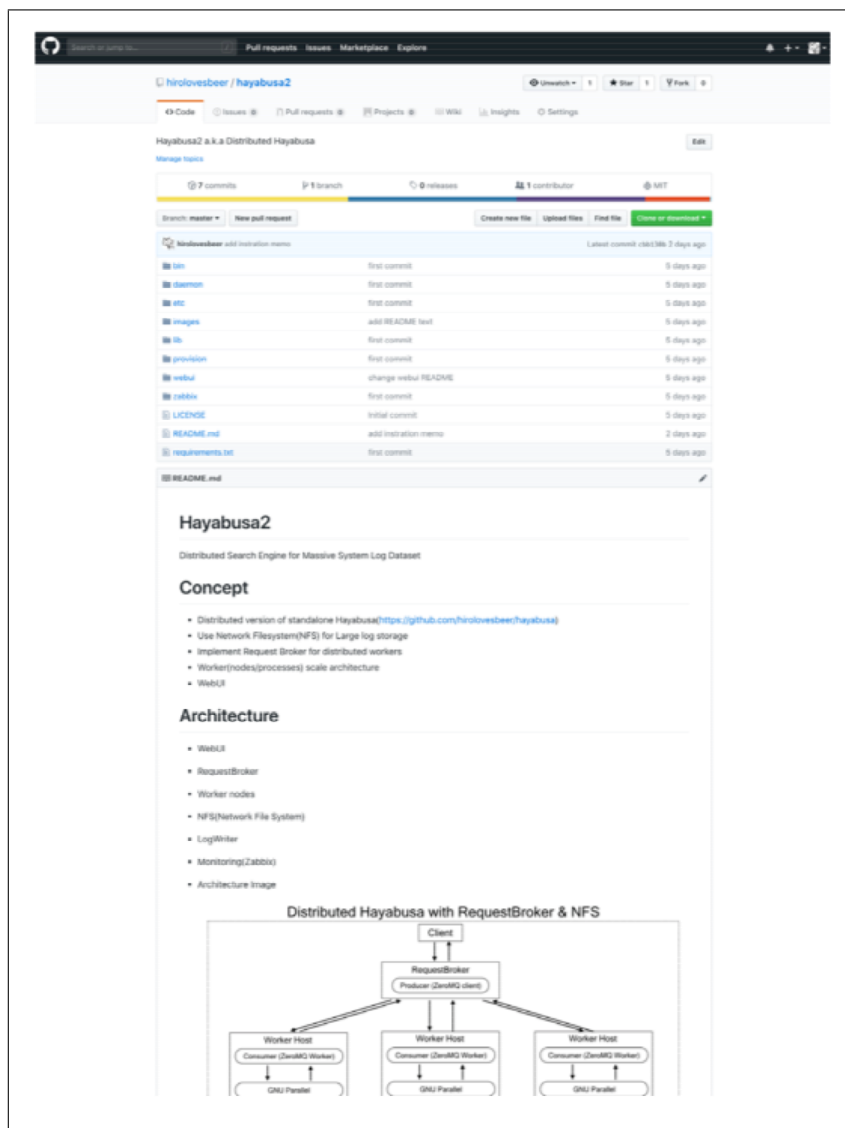 Search or jump to...
Pull requests Issues Marketplace Explore
hirolovesbeer / hayabusa2
Unwatch 1 Star 1 Fork 0
Code Issues 0 Pull requests 0 Projects 0 Wiki Insights Settings
Hayabusa2 a.k.a Distributed Hayabusa Edit
Manage topics
7 commits 1 branch 0 releases 1 contributor MIT
Branch: master New pull request Create new file Upload files Find file Clone or download
hirolovesbeer add instration memo Latest commit 2 days ago
bin first commit 5 days ago
daemon first commit 5 days ago
etc first commit 5 days ago
images add README text 5 days ago
lib first commit 5 days ago
provision first commit 5 days ago
webui change webui README 5 days ago
zabbix first commit 5 days ago
LICENSE Initial commit 5 days ago
README.md add instration memo 2 days ago
requirements.txt first commit 5 days ago
README.md
Hayabusa2
Distributed Search Engine for Massive System Log Dataset
Concept
• Distributed version of standalone Hayabusa(https://github.com/hirolovesbeer/hayabusa)
• Use Network Filesystem(NFS) for Large log storage
• Implement Request Broker for distributed workers
• Worker(nodes/processes) scale architecture
• WebUI
Architecture
• WebUI
• RequestBroker
• Worker nodes
• NFS(Network File System)
• LogWriter
• Monitoring(Zabbix)
• Architecture Image
Distributed Hayabusa with RequestBroker & NFS
Client
RequestBroker
Producer (ZeroMQ client)
Worker Host Worker Host Worker Host
Consumer (ZeroMQ Worker) Consumer (ZeroMQ Worker) Consumer (ZeroMQ Worker)
GNU Parallel GNU Parallel GNU Parallel